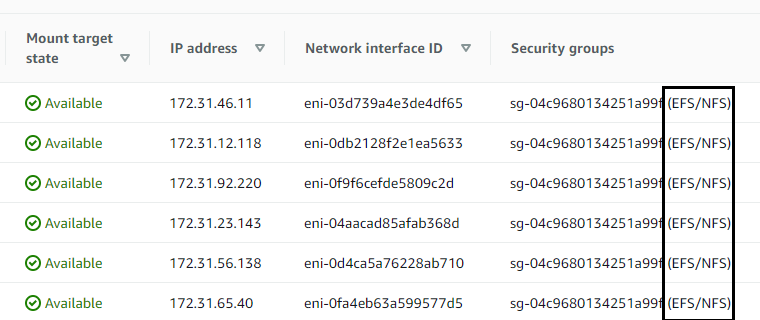 Mount target state IP address Network interface ID Security groups
Available 172.31.46.11 eni-03d739a4e3de4df65 sg-04c9680134251a99f (EFS/NFS)
Available 172.31.12.118 eni-0db2128f2e1ea5633 sg-04c9680134251a99f (EFS/NFS)
Available 172.31.92.220 eni-0f9f6cefde5809c2d sg-04c9680134251a99f (EFS/NFS)
Available 172.31.23.143 eni-04aacad85afab368d sg-04c9680134251a99f (EFS/NFS)
Available 172.31.56.138 eni-0d4ca5a76228ab710 sg-04c9680134251a99f (EFS/NFS)
Available 172.31.65.40 eni-0fa4eb63a599577d5 sg-04c9680134251a99f (EFS/NFS)